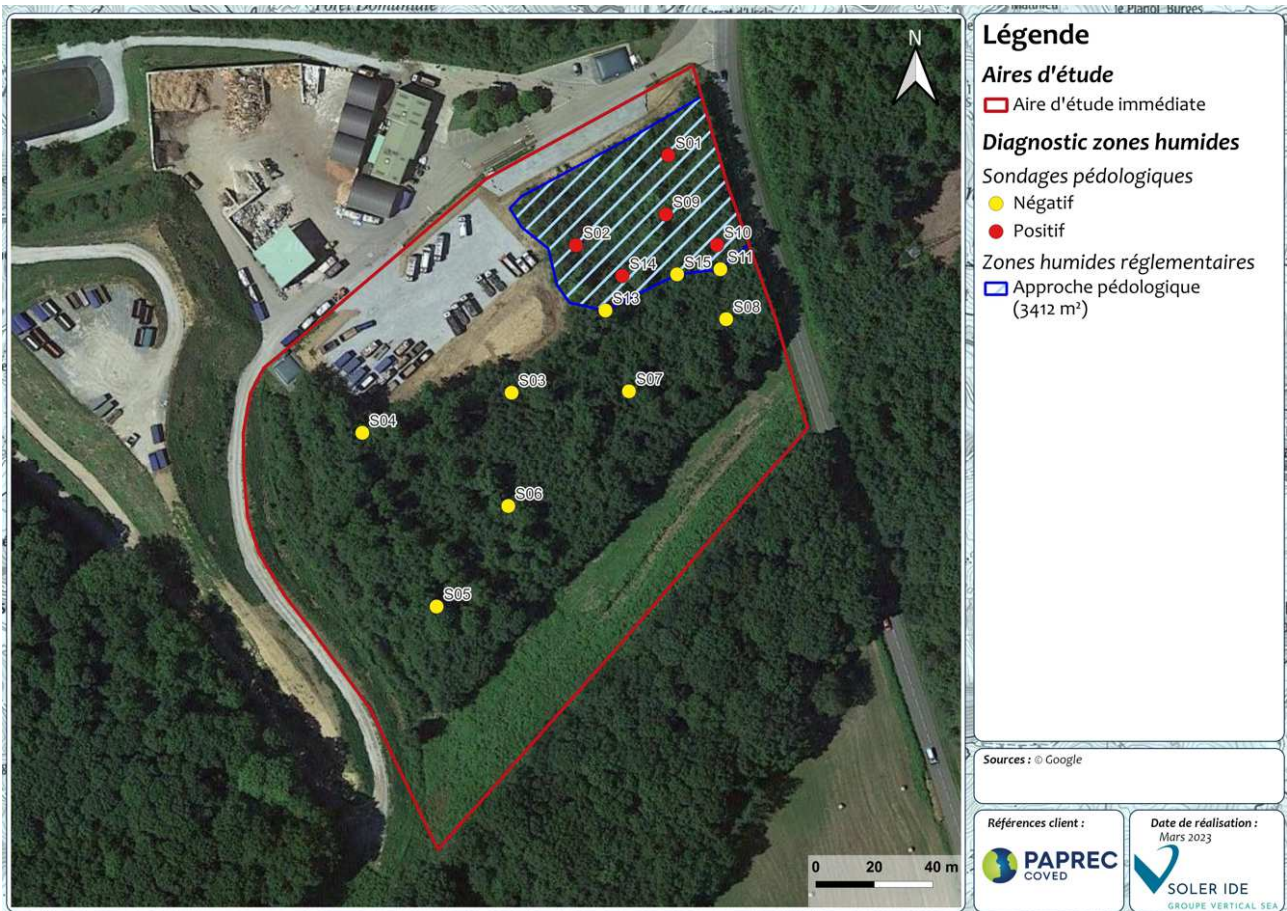 Forêt Domaniale
Sarrat d'Ursla
le Planol Burges
N
S01
S09
S02
S10
S14
S15
S11
S13
S08
S03
S07
S04
S06
S05
0 20 40 m
Légende
Aires d'étude
Aire d'étude immédiate
Diagnostic zones humides
Sondages pédologiques
Négatif
Positif
Zones humides réglementaires
Approche pédologique
(3412 m²)
Sources : © Google
Références client :
PAPREC
COVED
Date de réalisation :
Mars 2023
SOLER IDE
GROUPE VERTICAL SEA